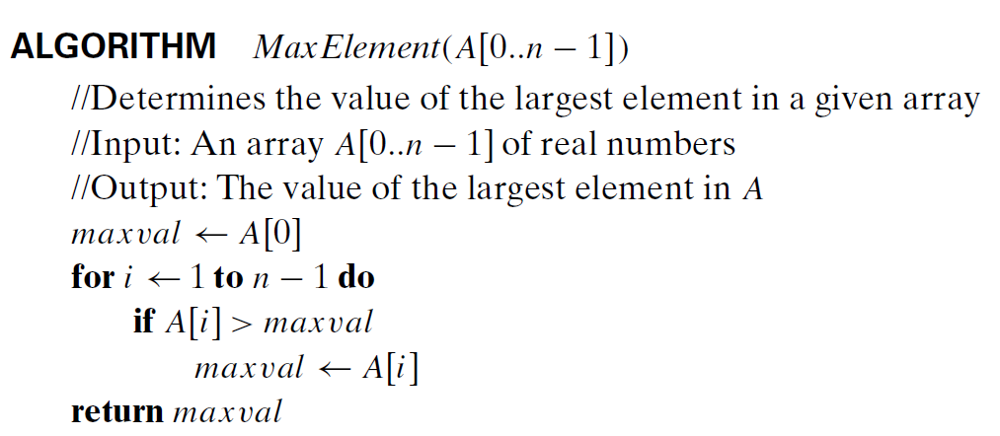 ALGORITHM MaxElement(A[0..n − 1])
//Determines the value of the largest element in a given array
//Input: An array A[0..n − 1] of real numbers
//Output: The value of the largest element in A
maxval ← A[0]
for i ← 1 to n − 1 do
if A[i] > maxval
maxval ← A[i]
return maxval